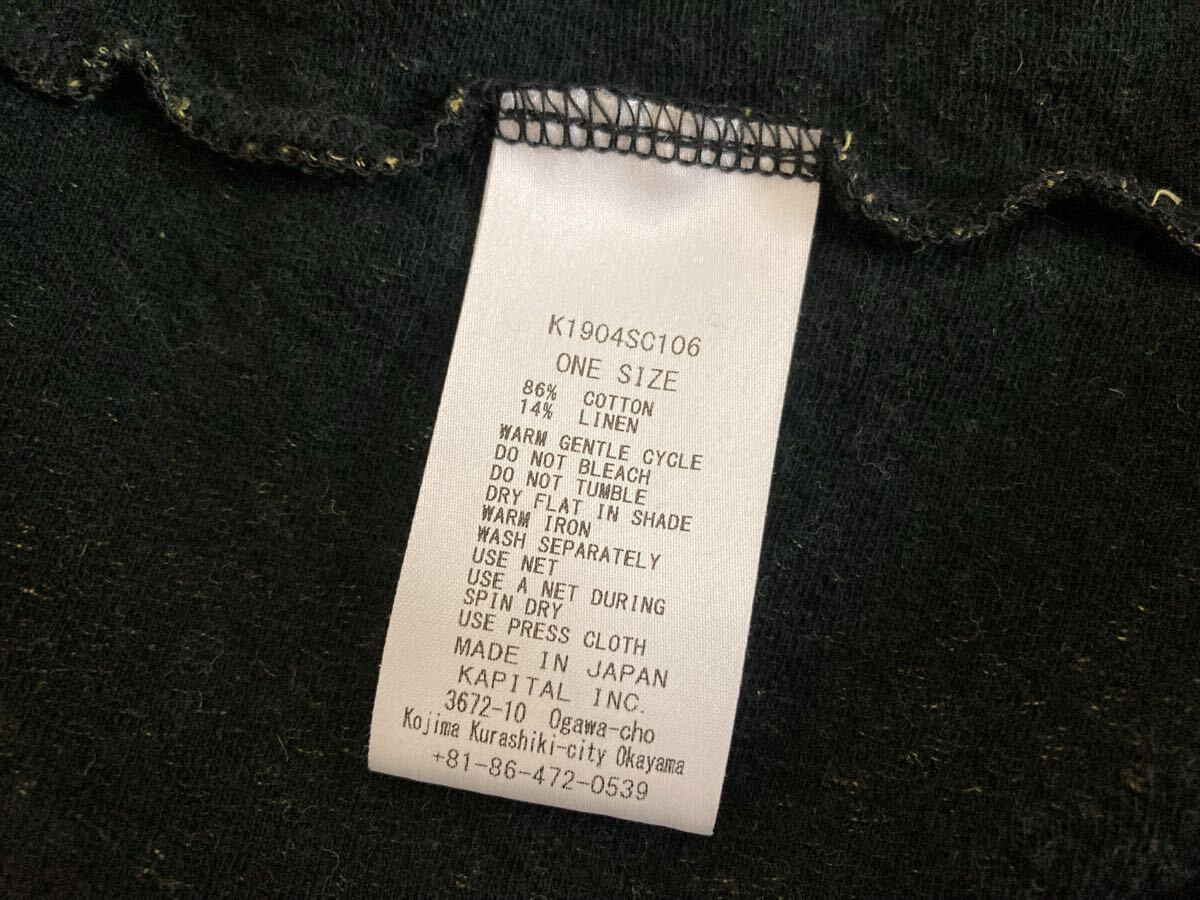 K1904SC106
ONE SIZE
86% COTTON
14% LINEN
WARM GENTLE CYCLE
DO NOT BLEACH
DO NOT TUMBLE
DRY FLAT IN SHADE
WARM IRON
WASH SEPARATELY
USE NET
USE A NET DURING
SPIN DRY
USE PRESS CLOTH
MADE IN JAPAN
KAPITAL INC.
3672-10 Ogawa-cho
Kojima Kurashiki-city Okayama
+81-86-472-0539